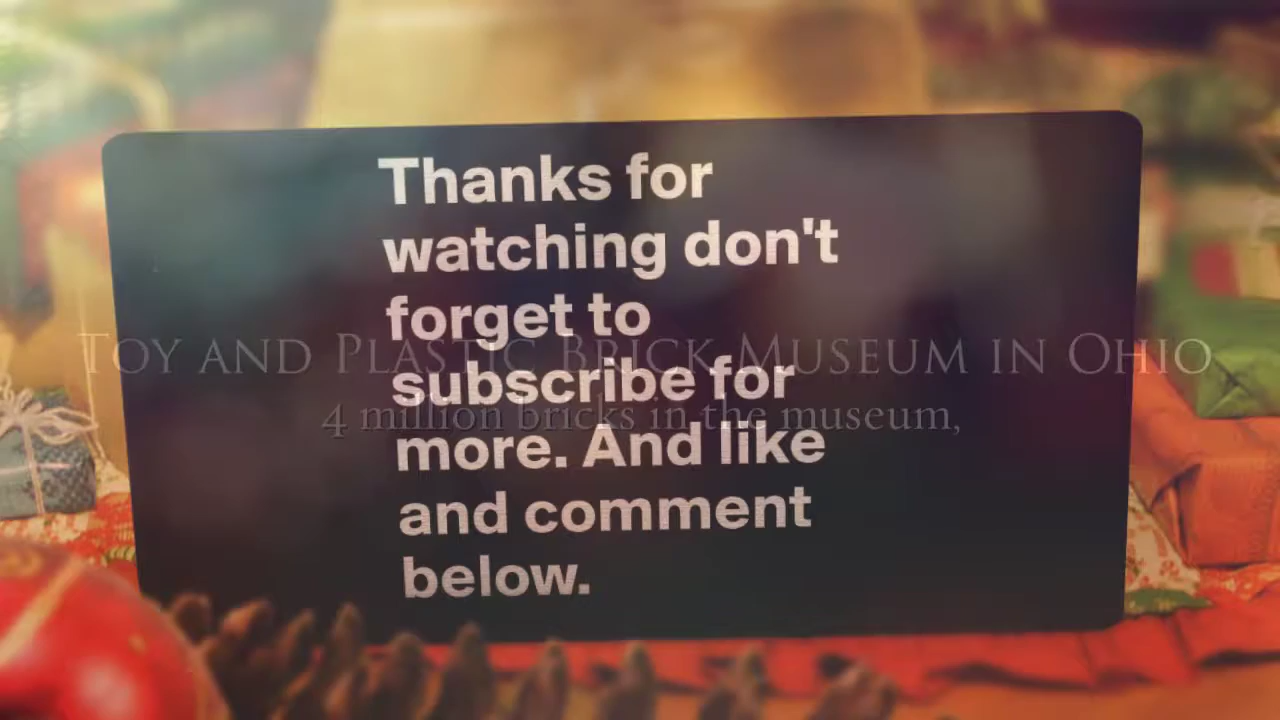 Thanks for
watching don't
forget to
Toy and Plastic Brick Museum in Ohio
subscribe for
4 million bricks in the museum,
more. And like
and comment
below.